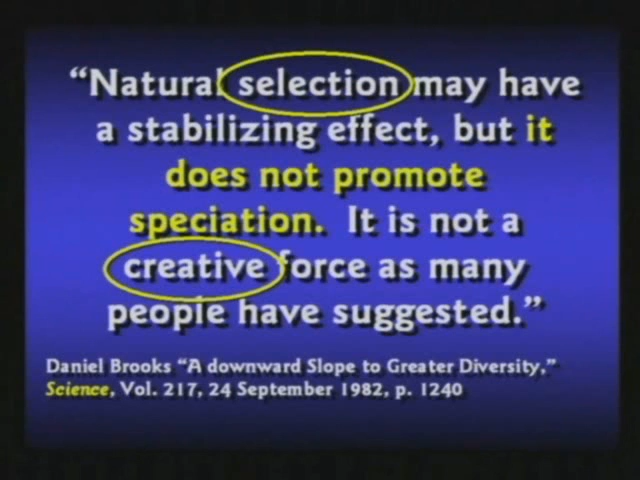 “Natural selection may have
a stabilizing effect, but it
does not promote
speciation. It is not a
creative force as many
people have suggested.”
Daniel Brooks “A downward Slope to Greater Diversity,”
Science, Vol. 217, 24 September 1982, p. 1240